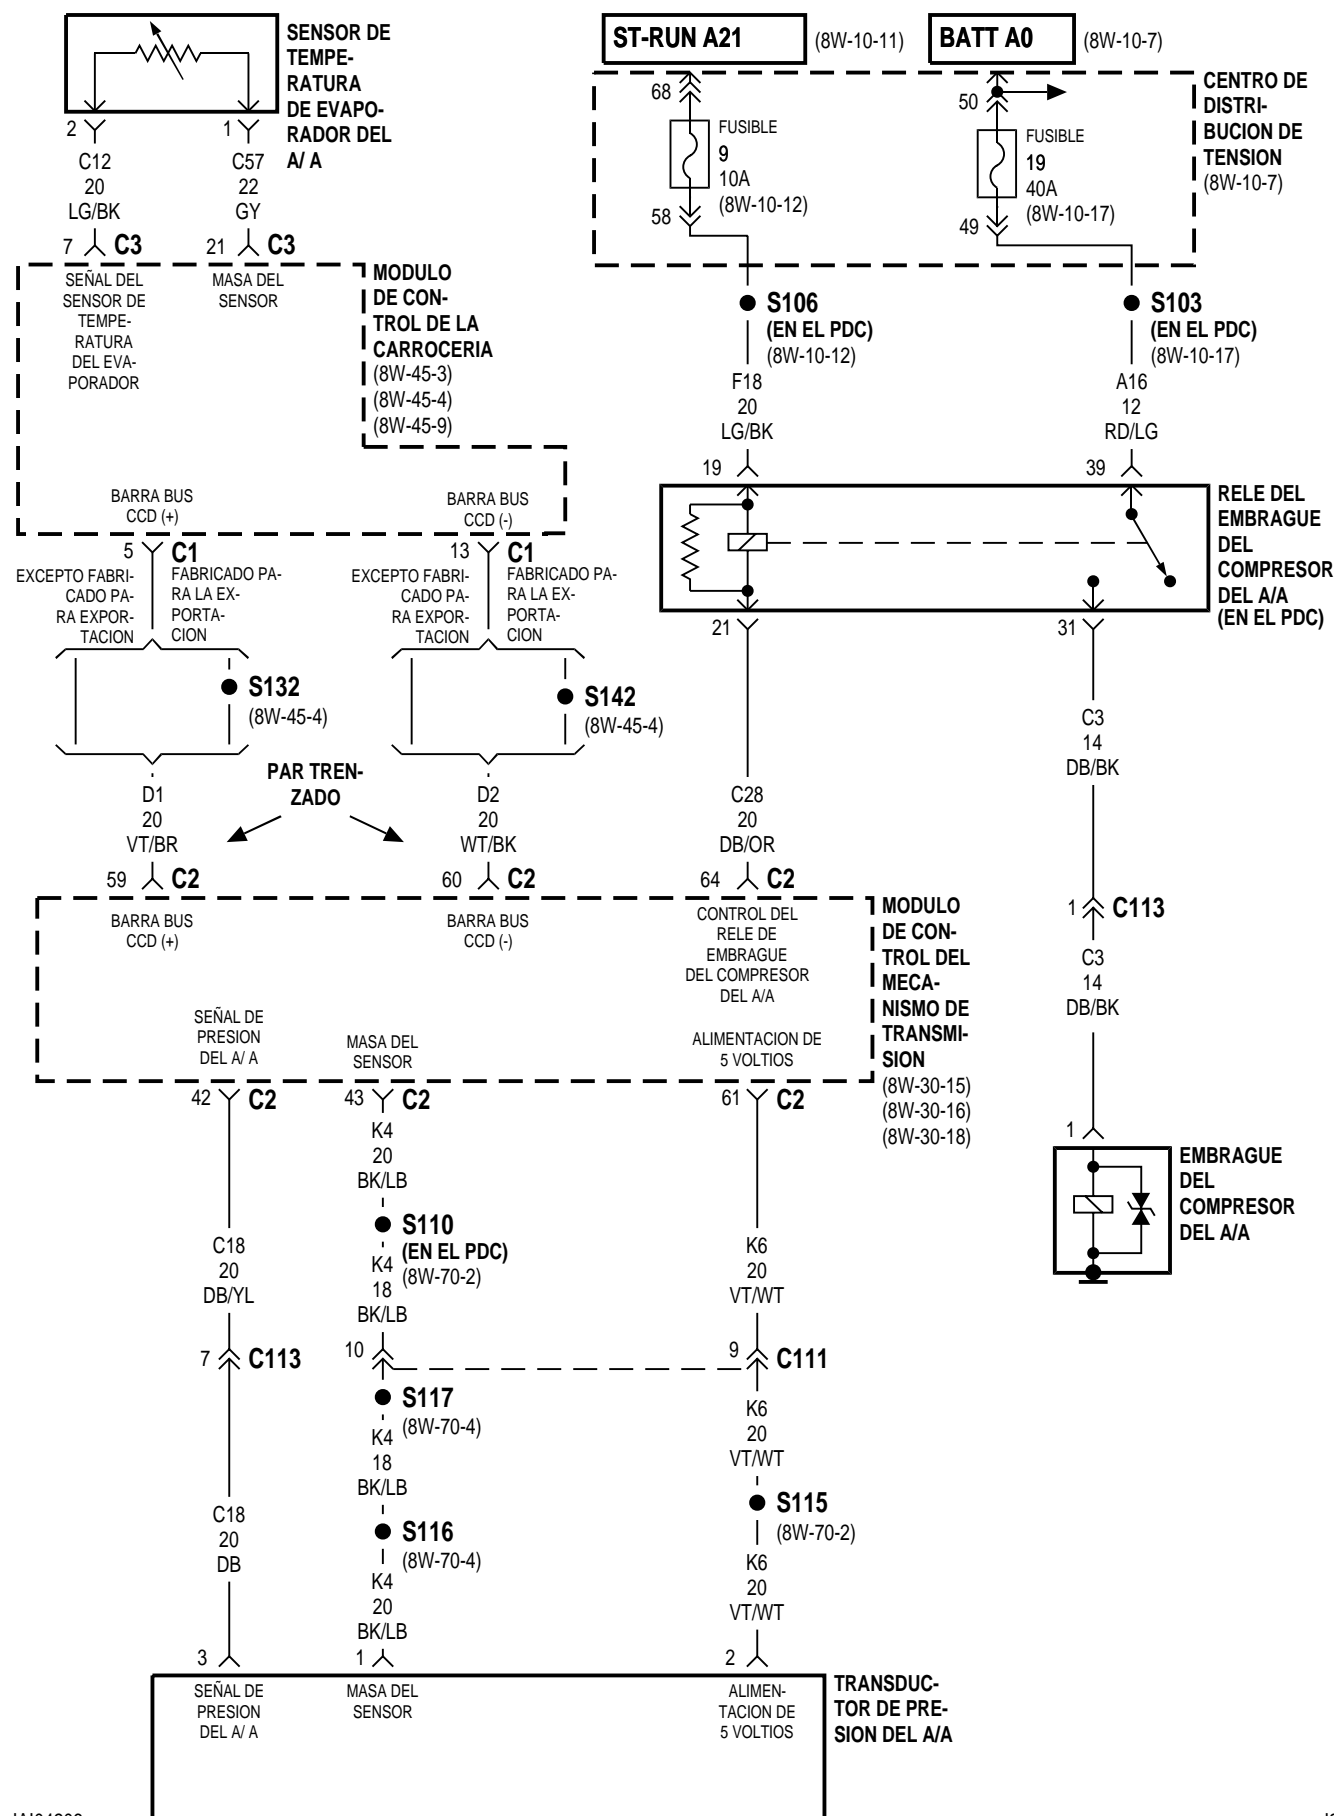 SENSOR DE
TEMPE-
RATURA
DE EVAPO-
RADOR DEL
A/ A
2
1
C12
20
LG/BK
C57
22
GY
7
C3
21
C3
SEÑAL DEL
SENSOR DE
TEMPE-
RATURA
DEL EVA-
PORADOR
MASA DEL
SENSOR
MODULO
DE CON-
TROL DE LA
CARROCERIA
(8W-45-3)
(8W-45-4)
(8W-45-9)
BARRA BUS
CCD (+)
BARRA BUS
CCD (-)
5
C1
13
C1
EXCEPTO FABRI-
CADO PA-
RA EXPOR-
TACION
FABRICADO PA-
RA LA EX-
PORTA-
CION
EXCEPTO FABRI-
CADO PA-
RA EXPOR-
TACION
FABRICADO PA-
RA LA EX-
PORTA-
CION
S132
(8W-45-4)
S142
(8W-45-4)
PAR TREN-
ZADO
D1
20
VT/BR
D2
20
WT/BK
59
C2
60
C2
ST-RUN A21
(8W-10-11)
BATT A0
(8W-10-7)
CENTRO DE
DISTRI-
BUCION DE
TENSION
(8W-10-7)
68
FUSIBLE
9
10A
(8W-10-12)
58
50
FUSIBLE
19
40A
(8W-10-17)
49
S106
(EN EL PDC)
(8W-10-12)
S103
(EN EL PDC)
(8W-10-17)
F18
20
LG/BK
A16
12
RD/LG
19
39
RELE DEL
EMBRAGUE
DEL
COMPRESOR
DEL A/A
(EN EL PDC)
21
31
C28
20
DB/OR
C3
14
DB/BK
64
C2
1
C113
C3
14
DB/BK
BARRA BUS
CCD (+)
BARRA BUS
CCD (-)
CONTROL DEL
RELE DE
EMBRAGUE
DEL COMPRESOR
DEL A/A
MODULO
DE CON-
TROL DEL
MECA-
NISMO DE
TRANSMI-
SION
(8W-30-15)
(8W-30-16)
(8W-30-18)
SEÑAL DE
PRESION
DEL A/ A
MASA DEL
SENSOR
ALIMENTACION DE
5 VOLTIOS
42
C2
43
C2
61
C2
1
EMBRAGUE
DEL
COMPRESOR
DEL A/A
K4
20
BK/LB
S110
(EN EL PDC)
(8W-70-2)
C18
20
DB/YL
K4
18
BK/LB
K6
20
VT/WT
7
C113
10
9
C111
S117
(8W-70-4)
K4
18
BK/LB
K6
20
VT/WT
S116
(8W-70-4)
S115
(8W-70-2)
C18
20
DB
K4
20
BK/LB
K6
20
VT/WT
3
1
2
SEÑAL DE
PRESION
DEL A/ A
MASA DEL
SENSOR
ALIMEN-
TACION DE
5 VOLTIOS
TRANSDUC-
TOR DE PRE-
SION DEL A/A